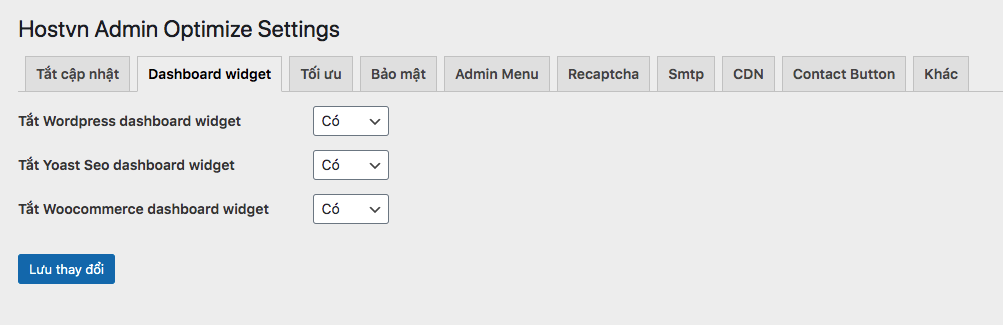 Hostvn Admin Optimize Settings
Tắt cập nhật Dashboard widget Tối ưu Bảo mật Admin Menu Recaptcha Smtp CDN Contact Button Khác
Tắt Wordpress dashboard widget Có
Tắt Yoast Seo dashboard widget Có
Tắt Woocommerce dashboard widget Có
Lưu thay đổi